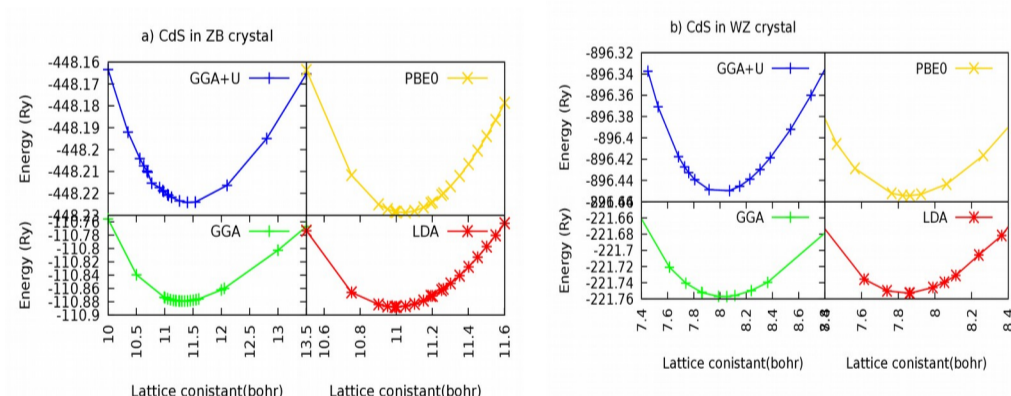 a) CdS in ZB crystal
b) CdS in WZ crystal
-448.16
-448.17
-448.18
-448.19
-448.2
-448.21
-448.22
Energy (Ry)
GGA+U
PBE0
-110.78
-110.8
-110.82
-110.84
-110.86
-110.88
-110.9
Energy (Ry)
GGA
LDA
10
10.5
11
11.5
12
12.5
13
13.5
10.6
10.8
11
11.2
11.4
11.6
Lattice conistant(bohr)
Lattice conistant(bohr)
-896.32
-896.34
-896.36
-896.38
-896.4
-896.42
-896.44
Energy (Ry)
GGA+U
PBE0
-221.66
-221.68
-221.7
-221.72
-221.74
-221.76
Energy (Ry)
GGA
LDA
7.4
7.6
7.8
8
8.2
8.4
8.6
7.6
7.8
8
8.2
8.4
Lattice conistant(bohr)
Lattice conistant(bohr)